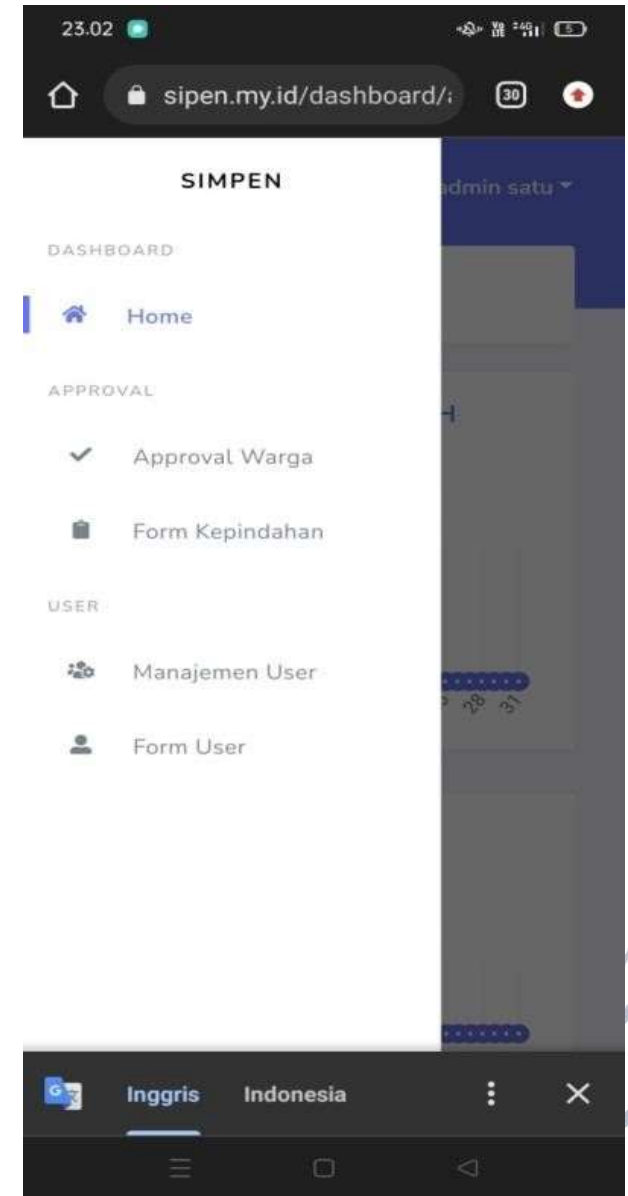 23.02
5
sipen.my.id/dashboard/a
30
SIMPEN
admin satu
DASHBOARD
Home
APPROVAL
Approval Warga
Form Kepindahan
USER
Manajemen User
28 31
Form User
Inggris Indonesia